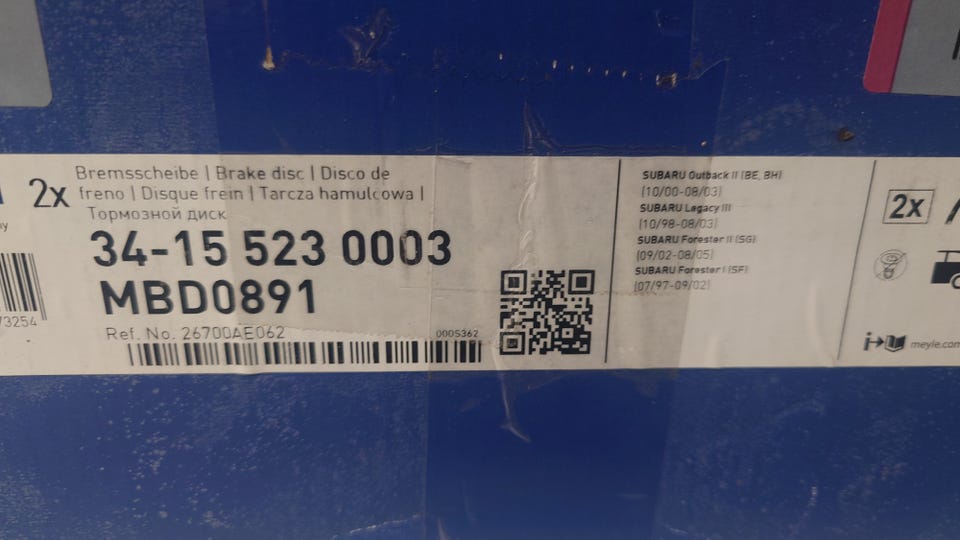 2x
Bremsscheibe | Brake disc | Disco de
freno | Disque frein | Tarcza hamulcowa |
Тормозной диск
34-15 523 0003
MBD0891
Ref. No. 26700AE062
0005362
73254
SUBARU Outback II (BE, BH)
(10/00-08/03)
SUBARU Legacy III
(10/98-08/03)
SUBARU Forester II (SG)
(09/02-08/05)
SUBARU Forester I (SF)
(07/97-09/02)
2x
i
meyle.com